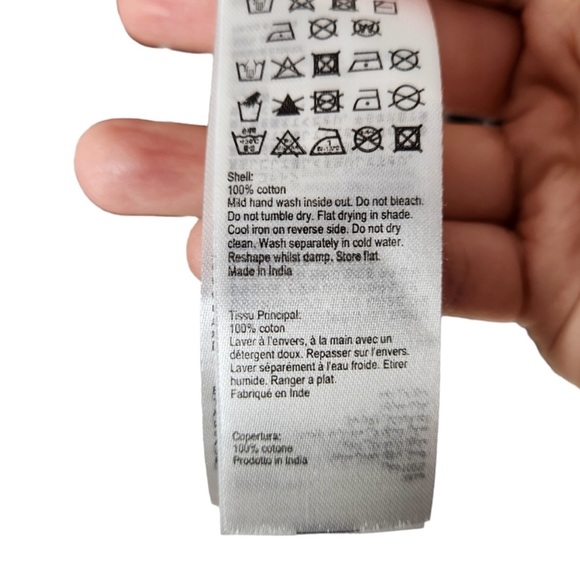 Shell:
100% cotton
Mild hand wash inside out. Do not bleach.
Do not tumble dry. Flat drying in shade.
Cool iron on reverse side. Do not dry
clean. Wash separately in cold water.
Reshape whilst damp. Store flat.
Made in India
Tissu Principal:
100% coton
Laver à l'envers, à la main avec un
détergent doux. Repasser sur l'envers.
Laver séparément à l'eau froide. Etirer
humide. Ranger a plat.
Fabriqué en Inde
Copertura:
100% cotone
Prodotto in India